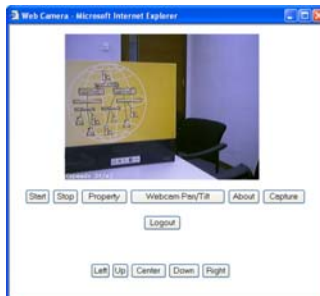 Web Camera - Microsoft Internet Explorer
Start Stop Property Webcam Pan/Tilt About Capture
Logout
Left Up Center Down Right